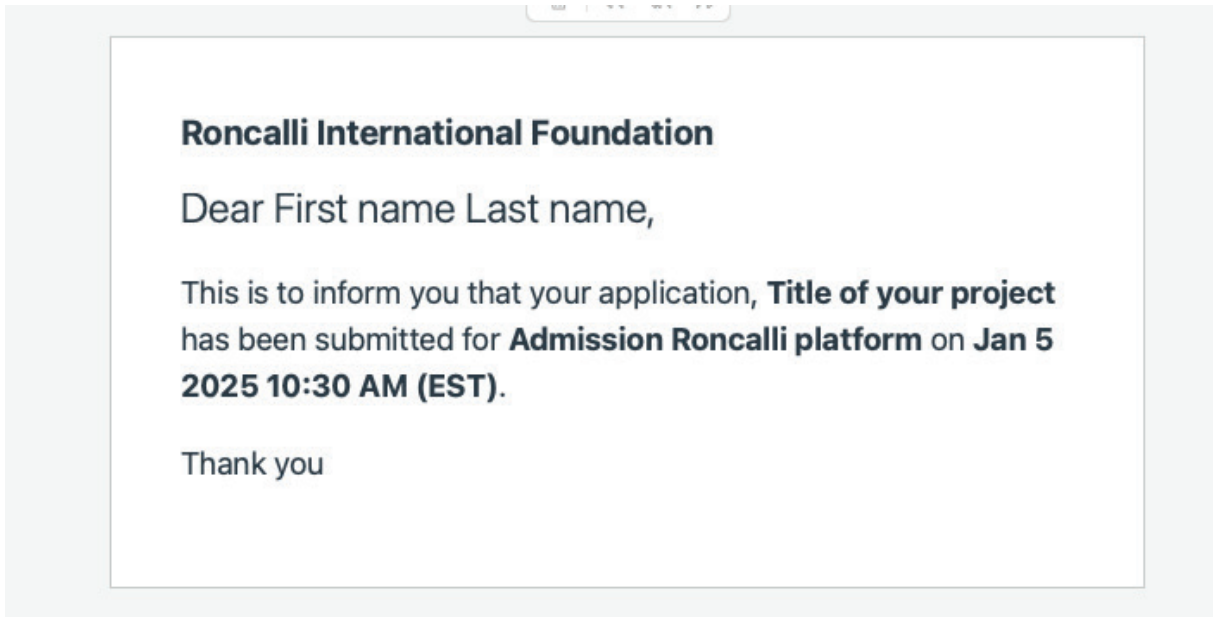 Roncalli International Foundation
Dear First name Last name,
This is to inform you that your application, Title of your project
has been submitted for Admission Roncalli platform on Jan 5
2025 10:30 AM (EST).
Thank you